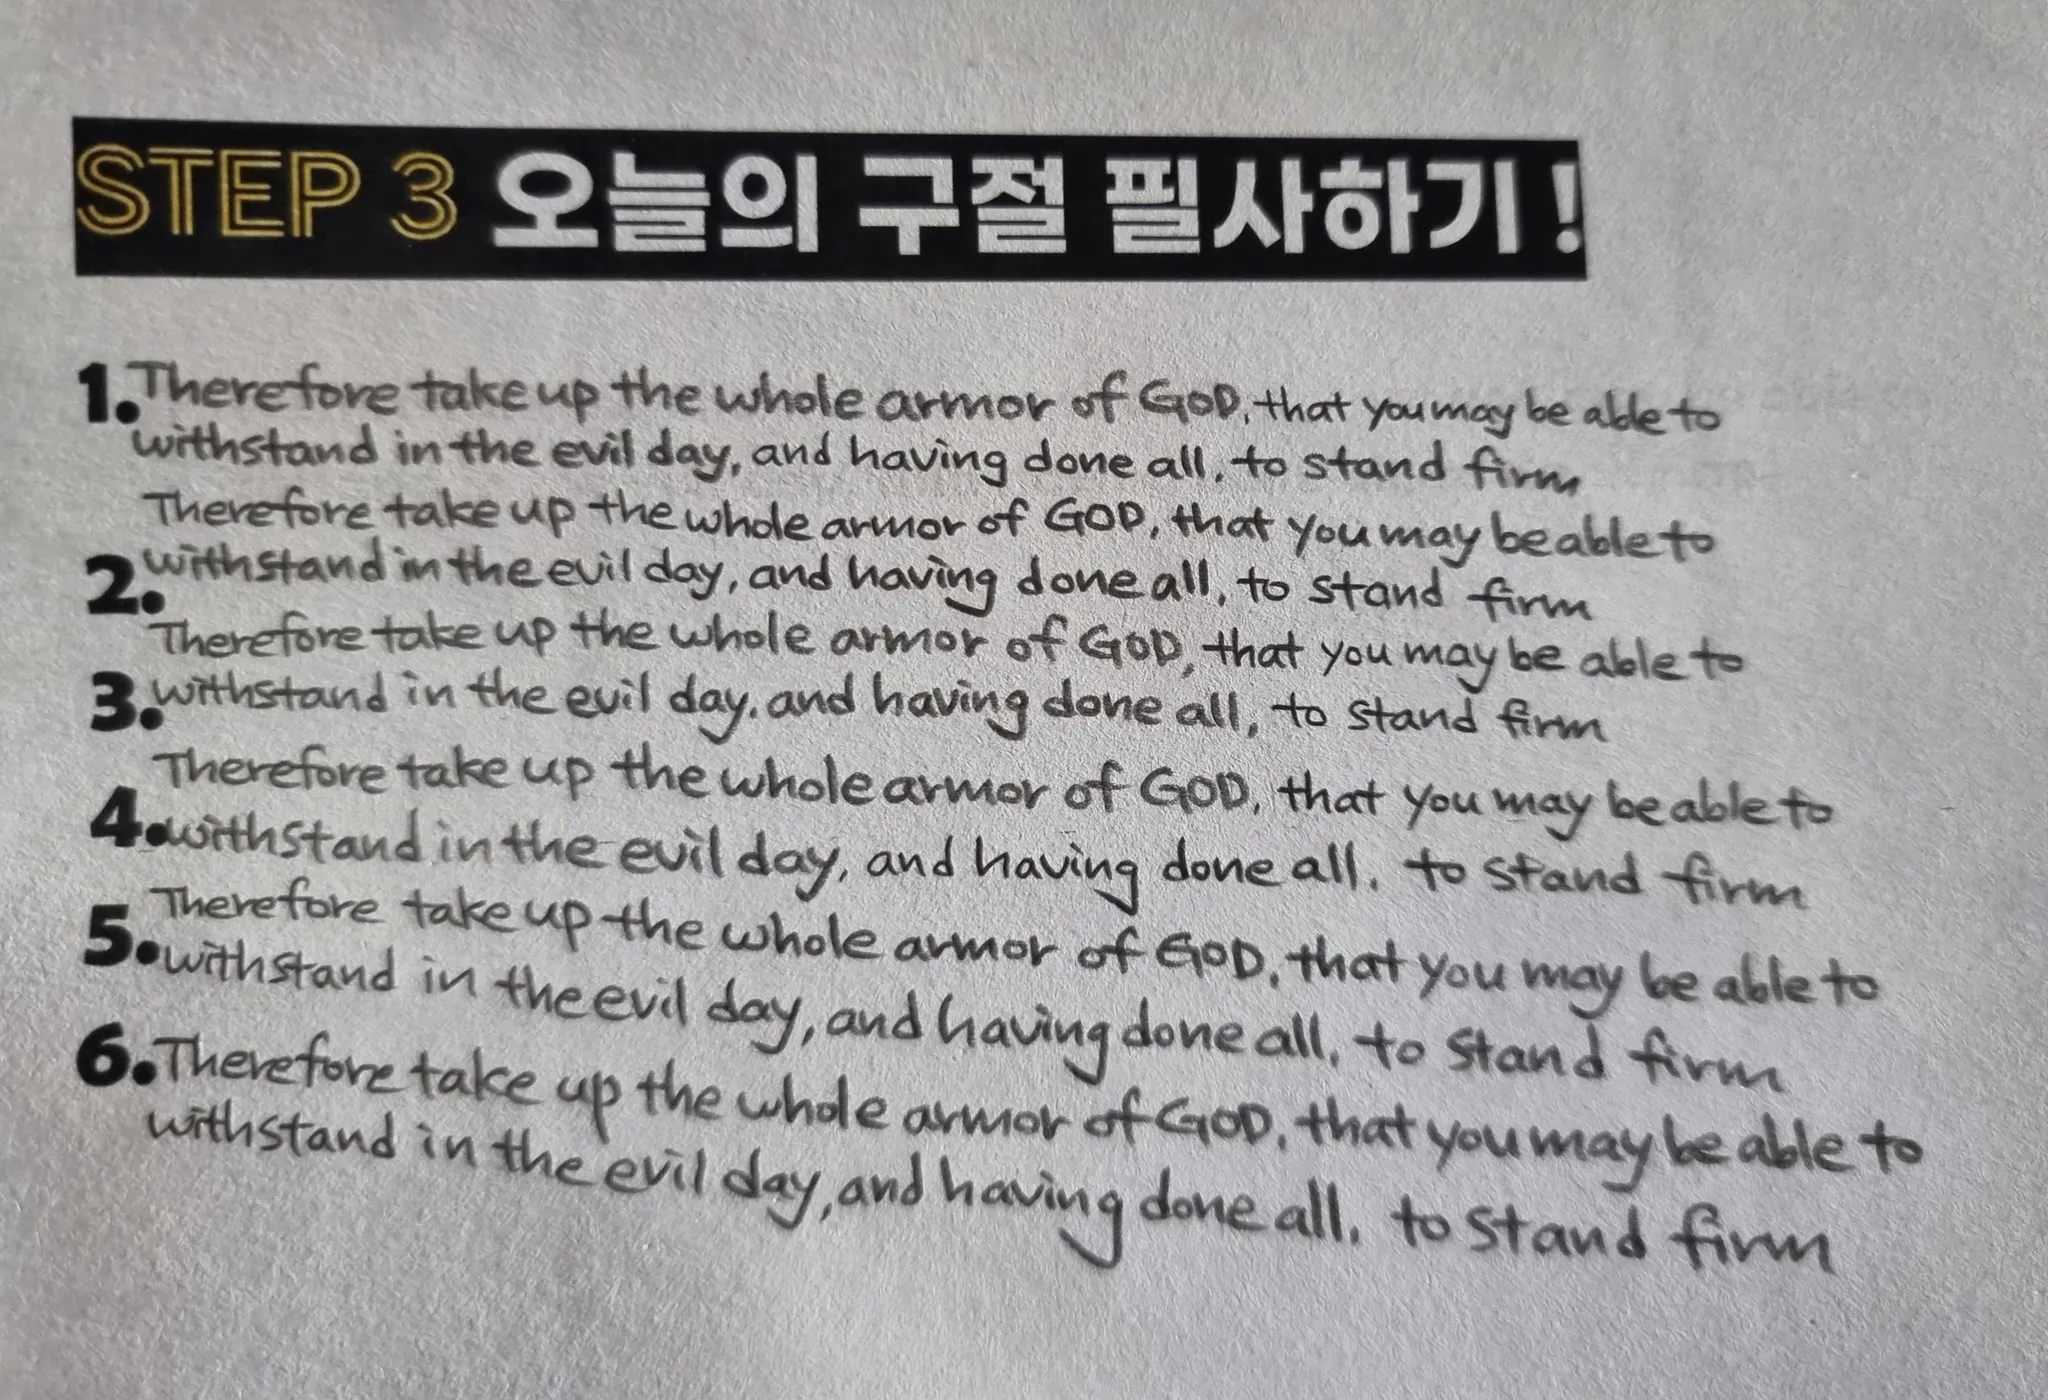 STEP 3 오늘의 구절 필사하기 !
1. Therefore take up the whole armor of GOD, that you may be able to
withstand in the evil day, and having done all, to stand firm
Therefore take up the whole armor of GOD, that you may be able to
2. withstand in the evil day, and having done all, to stand firm
Therefore take up the whole armor of GOD, that you may be able to
3. withstand in the evil day, and having done all, to stand firm
Therefore take up the whole armor of GOD, that you may be able to
4. withstand in the evil day, and having done all, to stand firm
Therefore take up the whole armor of GOD, that you may be able to
5. withstand in the evil day, and having done all, to stand firm
6. Therefore take up the whole armor of GOD, that you may be able to
withstand in the evil day, and having done all, to stand firm